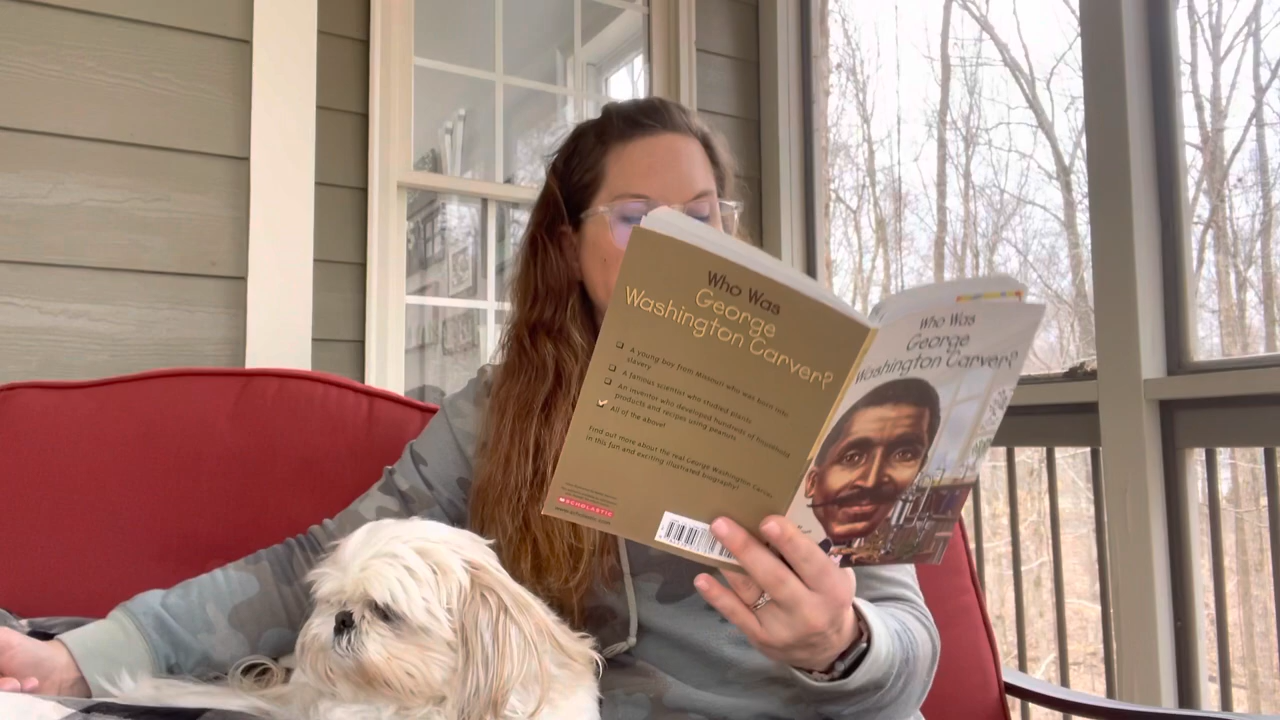 Who Was
George
Washington Carver?
A young boy from Missouri who was born into
slavery
A famous scientist who studied plants
An inventor who developed hundreds of household
products and recipes using peanuts
All of the above!
Find out more about the real George Washington Carver
in this fun and exciting illustrated biography!
SCHOLASTIC
www.scholastic.com
Who Was
George
Washington Carver?